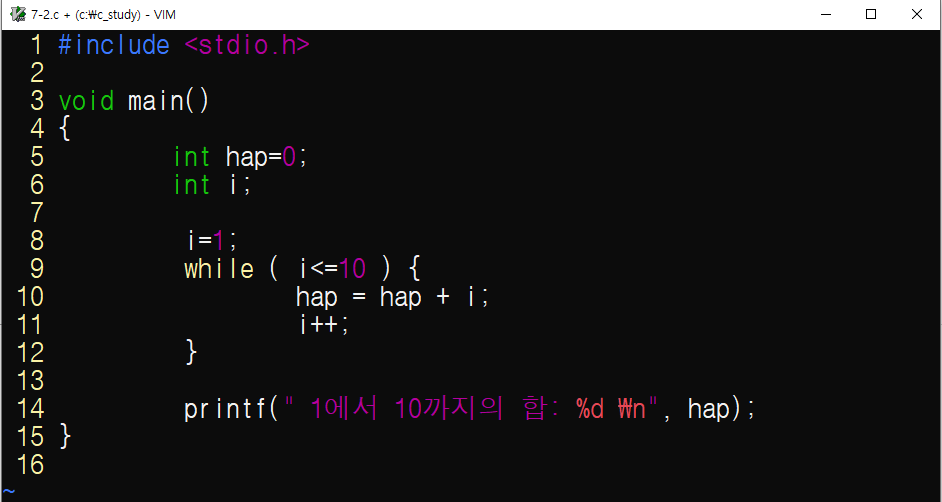 7-2.c + (c:₩c_study) - VIM
1 #include <stdio.h>
2
3 void main()
4 {
5 int hap=0;
6 int i;
7
8 i=1;
9 while ( i<=10 ) {
10 hap = hap + i;
11 i++;
12 }
13
14 printf(" 1에서 10까지의 합: %d ₩n", hap);
15 }
16
~